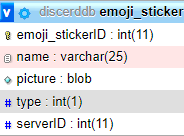 v discerddb emoji_sticker
emoji_stickerID : int(11)
name : varchar(25)
picture : blob
# type : int(1)
# serverID : int(11)